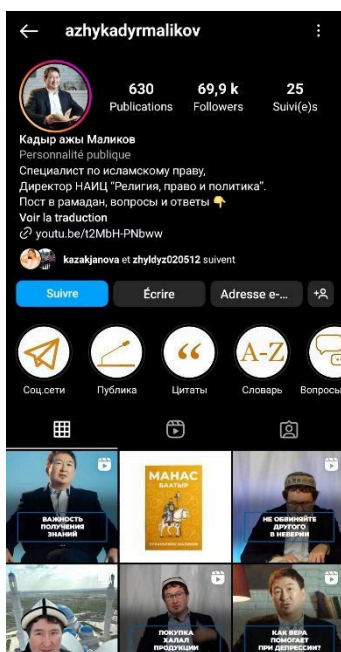 azhykadyrmalikov
630
69,9 k
25
Publications
Followers
Suivi(e)s
Кадыр ажы Маликов
Personnalité publique
Специалист по исламскому праву,
Директор НАИЦ "Религия, право и политика".
Пост в рамадан, вопросы и ответы
Voir la traduction
youtu.be/t2MbH-PNbww
kazakjanova et zhyldyz020512 suivent
Suivre
Écrire
Adresse e-...
“
A-Z
Соц.сети
Публика
Цитаты
Словарь
Вопросы
ВАЖНОСТЬ
ПОЛУЧЕНИЯ
ЗНАНИЙ
МАНАС
БААТЫР
НЕ ОБВИНЯЙТЕ
ДРУГОГО
В НЕВЕРИИ
ПОКУПКА
ХАЛАЛ
ПРОДУКЦИИ
КАК ВЕРА
ПОМОГАЕТ
ПРИ ДЕПРЕССИИ?